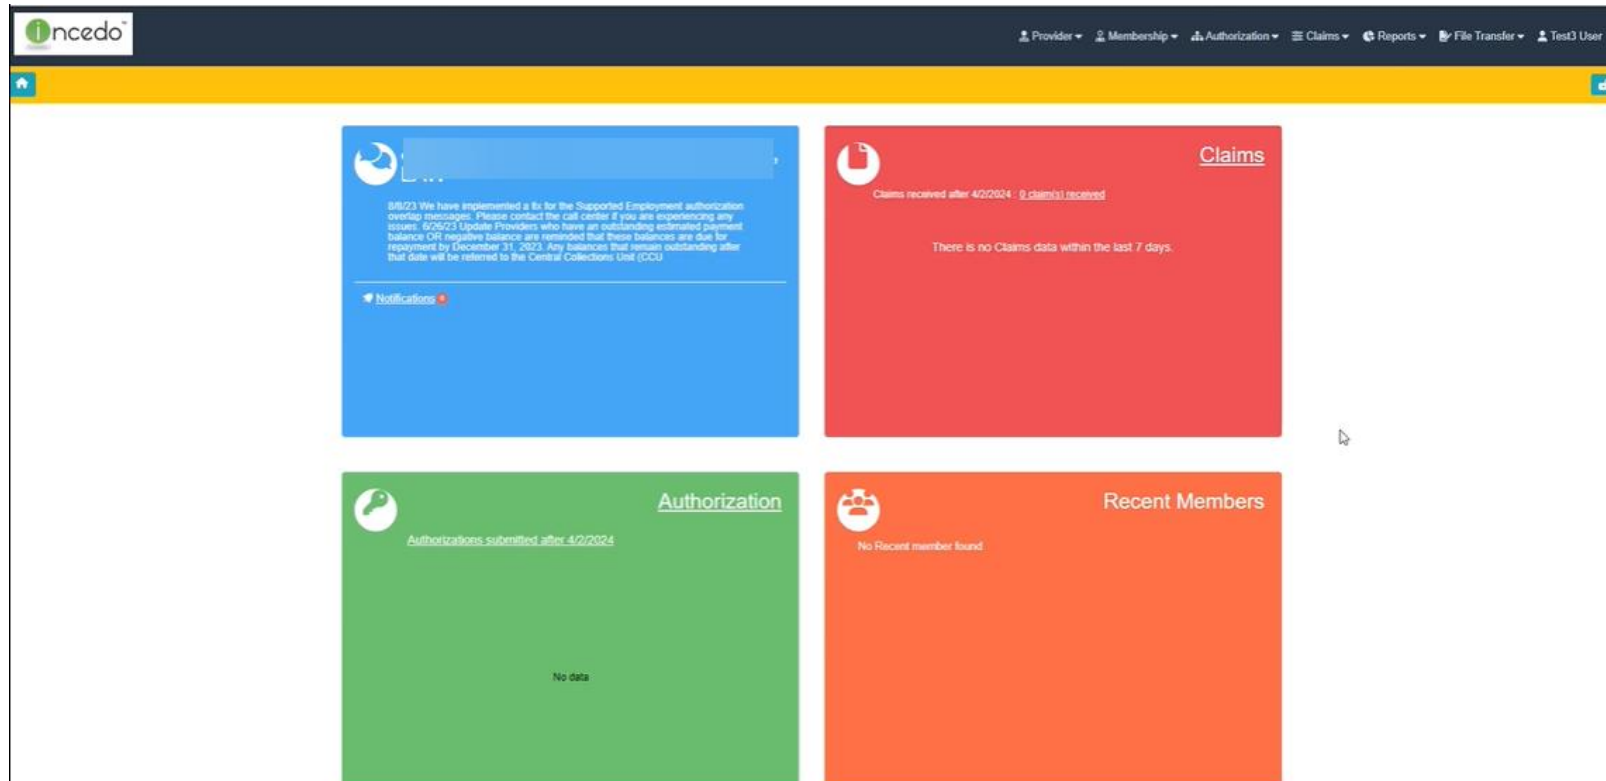 incedo™
Provider Membership Authorization Claims Reports File Transfer Test3 User
8/8/23 We have implemented a fix for the Supported Employment authorization
overlap messages. Please contact the call center if you are experiencing any
issues. 6/26/23 Update Providers who have an outstanding estimated payment
balance OR negative balance are reminded that these balances are due for
repayment by December 31, 2023. Any balances that remain outstanding after
that date will be referred to the Central Collections Unit (CCU
Notifications
Claims
Claims received after 4/2/2024 : 0 claim(s) received
There is no Claims data within the last 7 days.
Authorization
Authorizations submitted after 4/2/2024
No data
Recent Members
No Recent member found